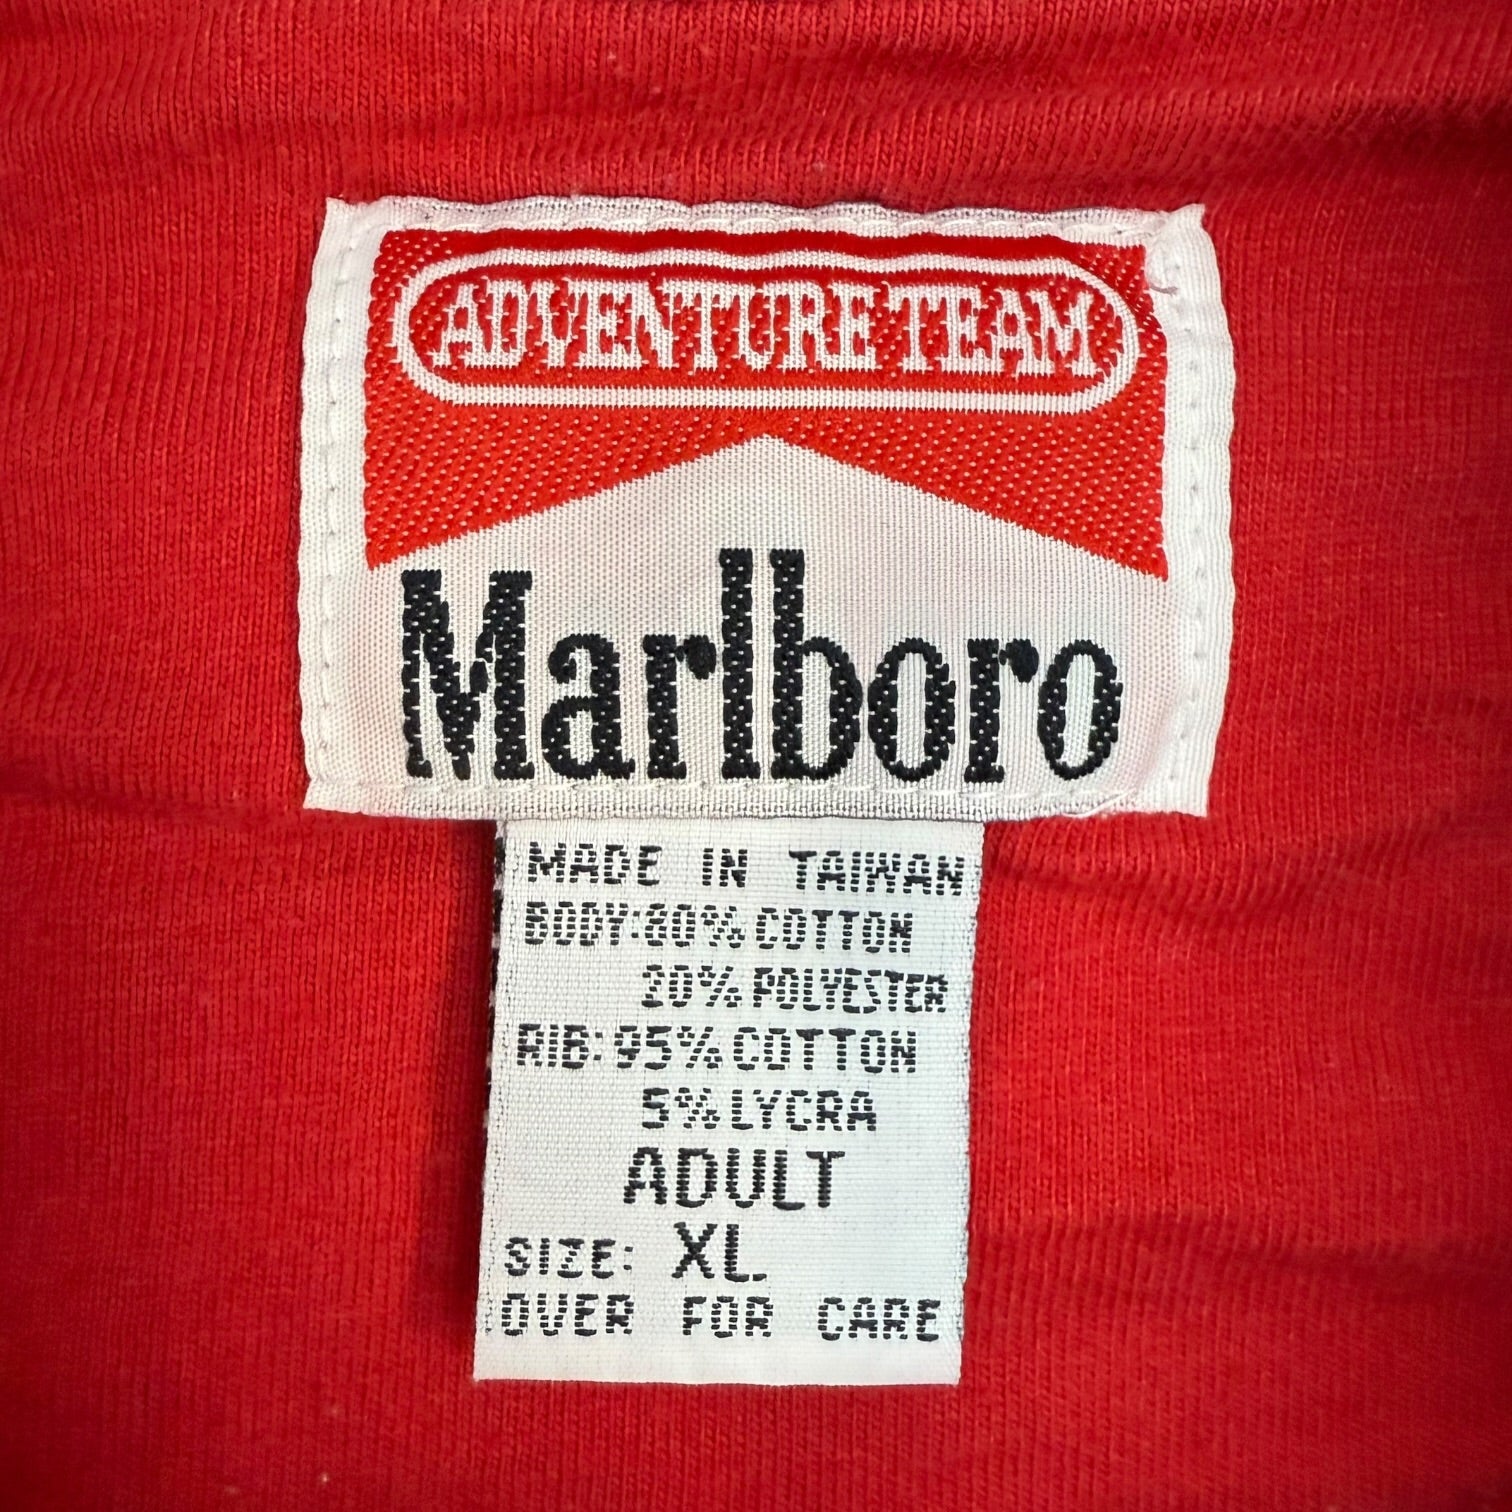 ADVENTURE TEAM
Marlboro
MADE IN TAIWAN
BODY:80% COTTON
20% POLYESTER
RIB:95% COTTON
5% LYCRA
ADULT
SIZE: XL
OVER FOR CARE